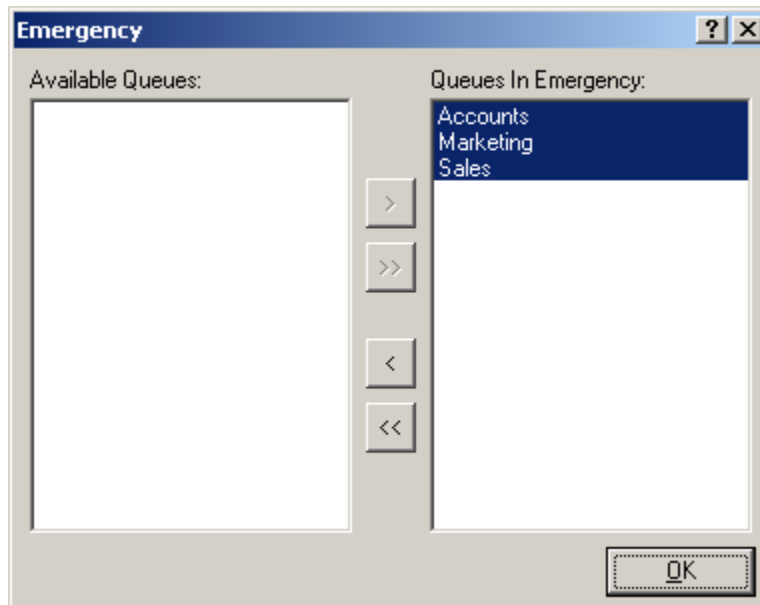 Emergency
Available Queues:
Queues In Emergency:
Accounts
Marketing
Sales
>
>>
<
<<
OK